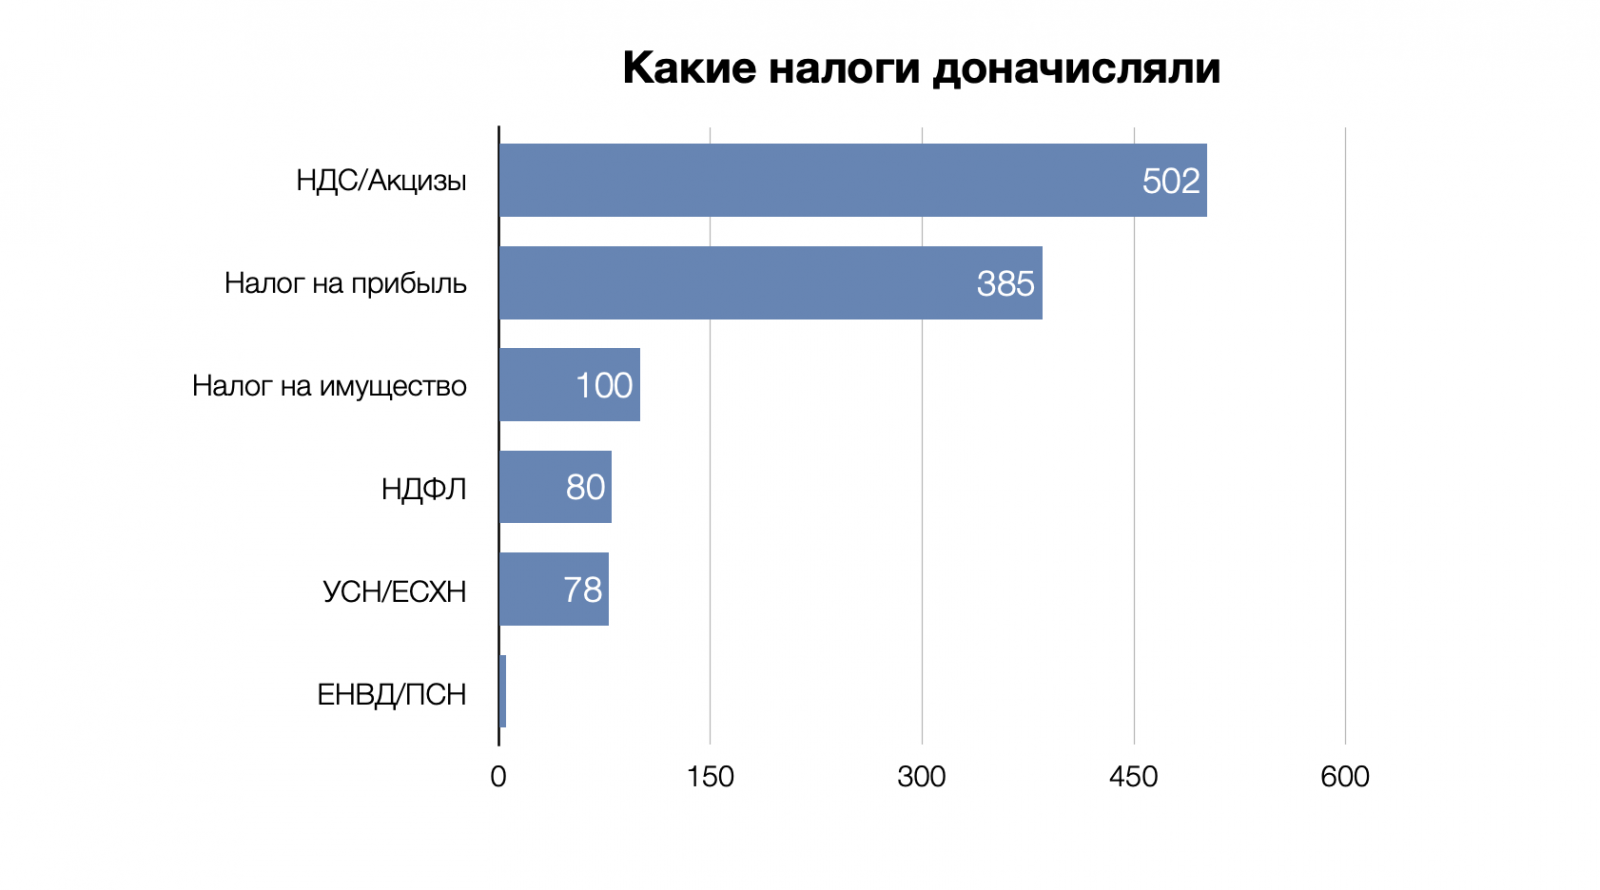 Какие налоги доначисляли
НДС/Акцизы 502
Налог на прибыль 385
Налог на имущество 100
НДФЛ 80
УСН/ЕСХН 78
ЕНВД/ПСН
0 150 300 450 600